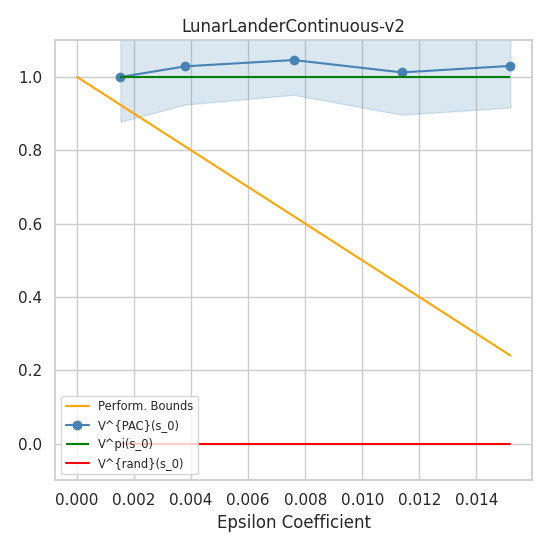 LunarLanderContinuous-v2
1.0
0.8
0.6
0.4
0.2
0.0
Perform. Bounds
V^{PAC}(s_0)
V^pi(s_0)
V^{rand}(s_0)
0.000 0.002 0.004 0.006 0.008 0.010 0.012 0.014
Epsilon Coefficient